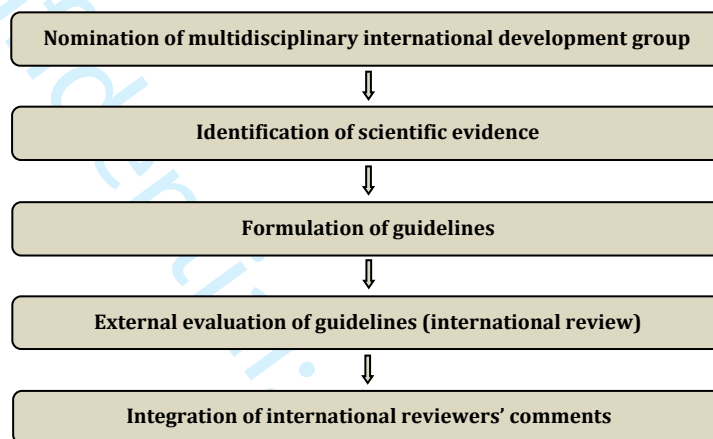 Nomination of multidisciplinary international development group
Identification of scientific evidence
Formulation of guidelines
External evaluation of guidelines (international review)
Integration of international reviewers’ comments